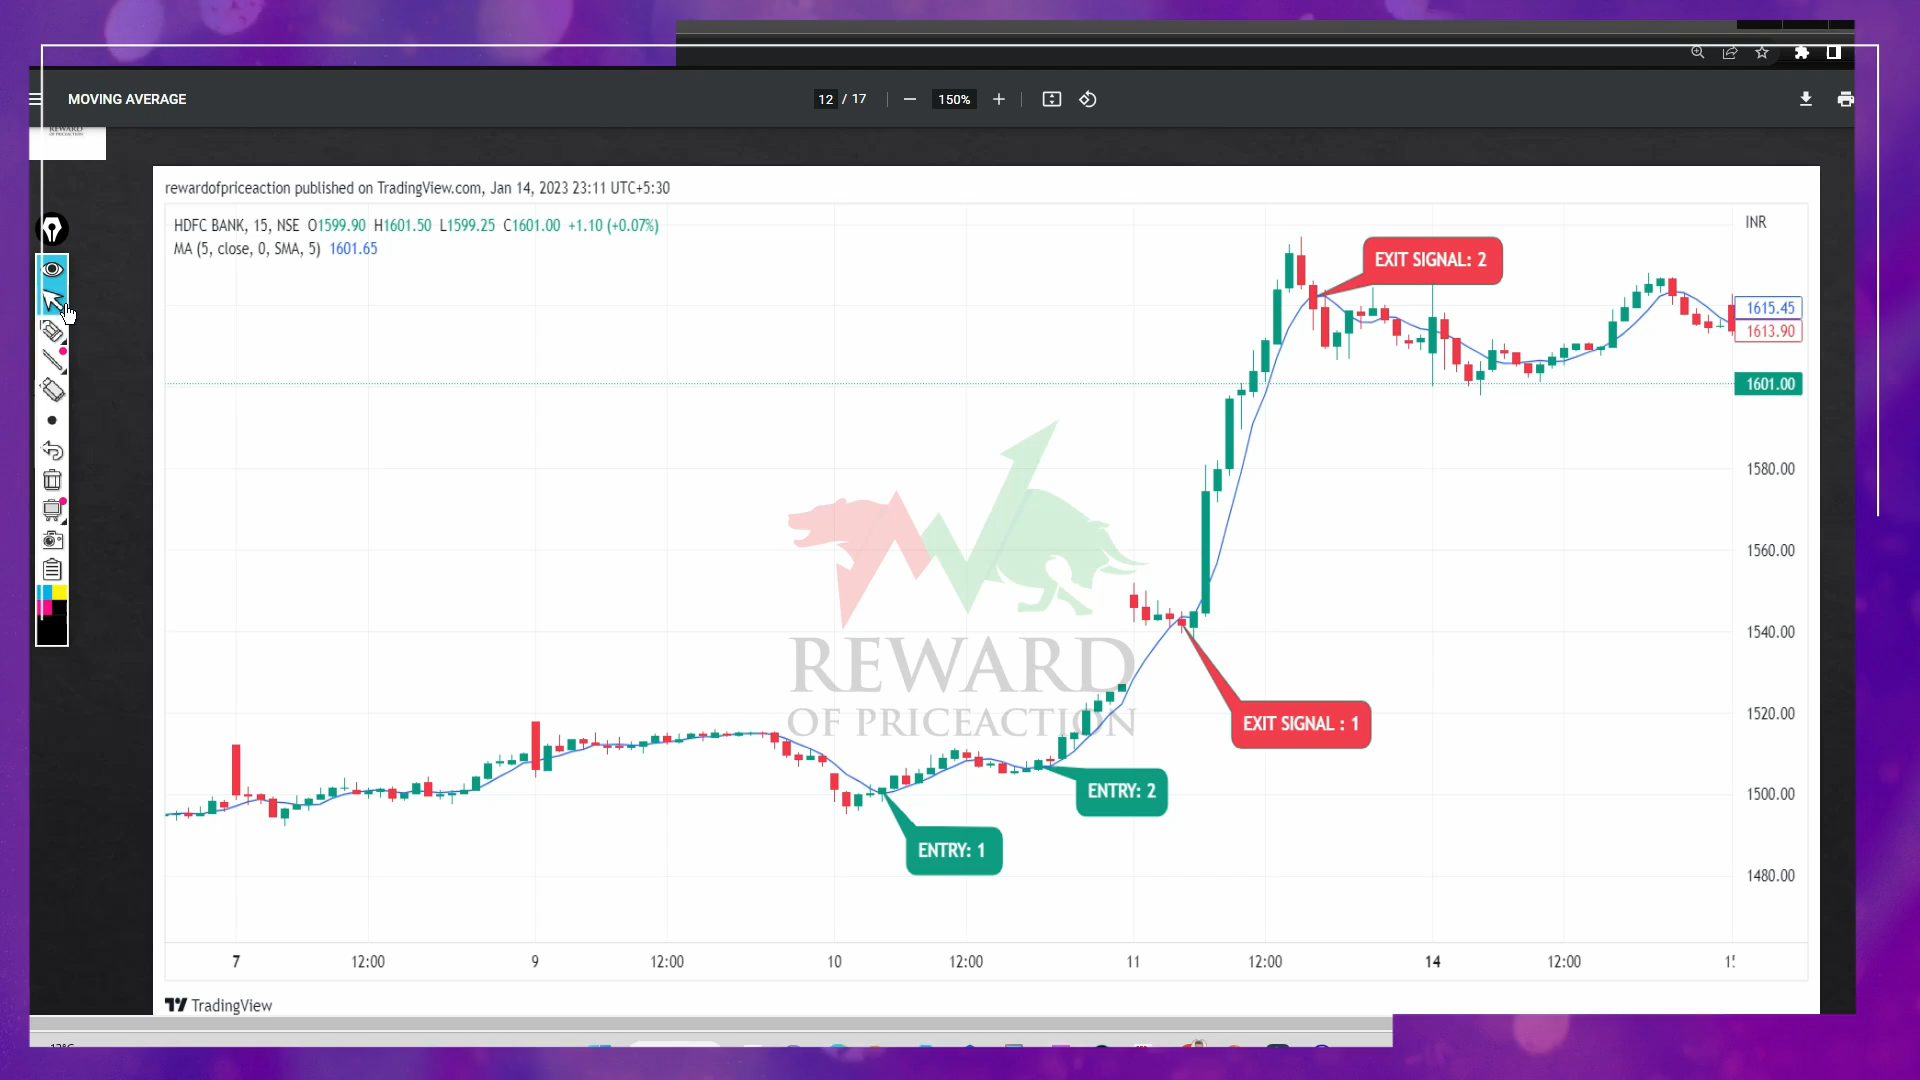 MOVING AVERAGE
12 / 17
150%
REWARD
OF PRICEACTION
rewardofpriceaction published on TradingView.com, Jan 14, 2023 23:11 UTC+5:30
HDFC BANK, 15, NSE O1599.90 H1601.50 L1599.25 C1601.00 +1.10 (+0.07%)
INR
MA (5, close, 0, SMA, 5) 1601.65
EXIT SIGNAL: 2
1615.45
1613.90
1601.00
1580.00
1560.00
1540.00
REWARD
OF PRICEACTION
1520.00
EXIT SIGNAL : 1
ENTRY: 2
1500.00
ENTRY: 1
1480.00
7 12:00 9 12:00 10 12:00 11 12:00 14 12:00
TradingView